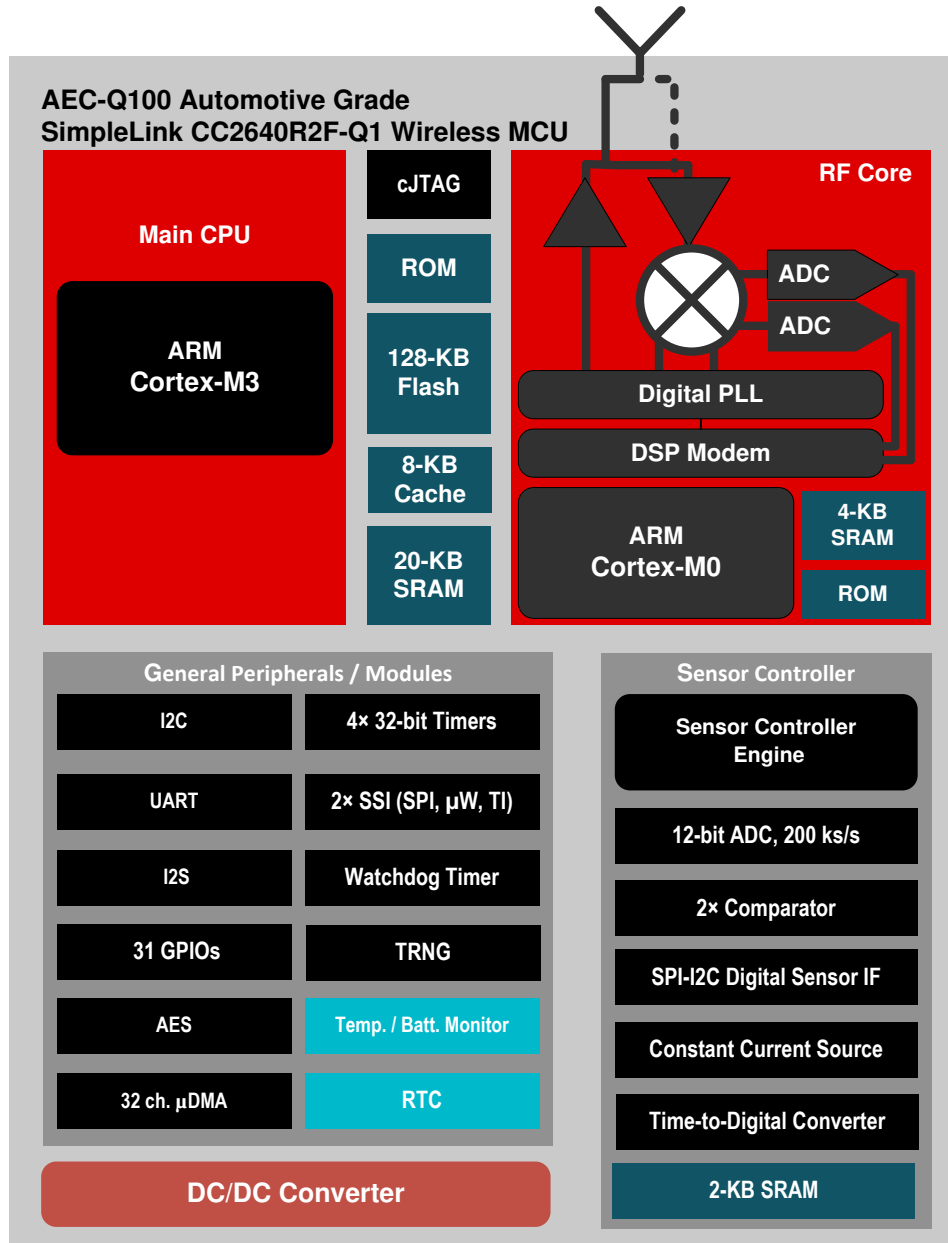 AEC-Q100 Automotive Grade
SimpleLink CC2640R2F-Q1 Wireless MCU
Main CPU
ARM
Cortex-M3
cJTAG
ROM
128-KB
Flash
8-KB
Cache
20-KB
SRAM
RF Core
ADC
ADC
Digital PLL
DSP Modem
ARM
Cortex-M0
4-KB
SRAM
ROM
General Peripherals / Modules
I2C
4× 32-bit Timers
UART
2× SSI (SPI, µW, TI)
I2S
Watchdog Timer
31 GPIOs
TRNG
AES
Temp. / Batt. Monitor
32 ch. µDMA
RTC
Sensor Controller
Sensor Controller
Engine
12-bit ADC, 200 ks/s
2× Comparator
SPI-I2C Digital Sensor IF
Constant Current Source
Time-to-Digital Converter
2-KB SRAM
DC/DC Converter